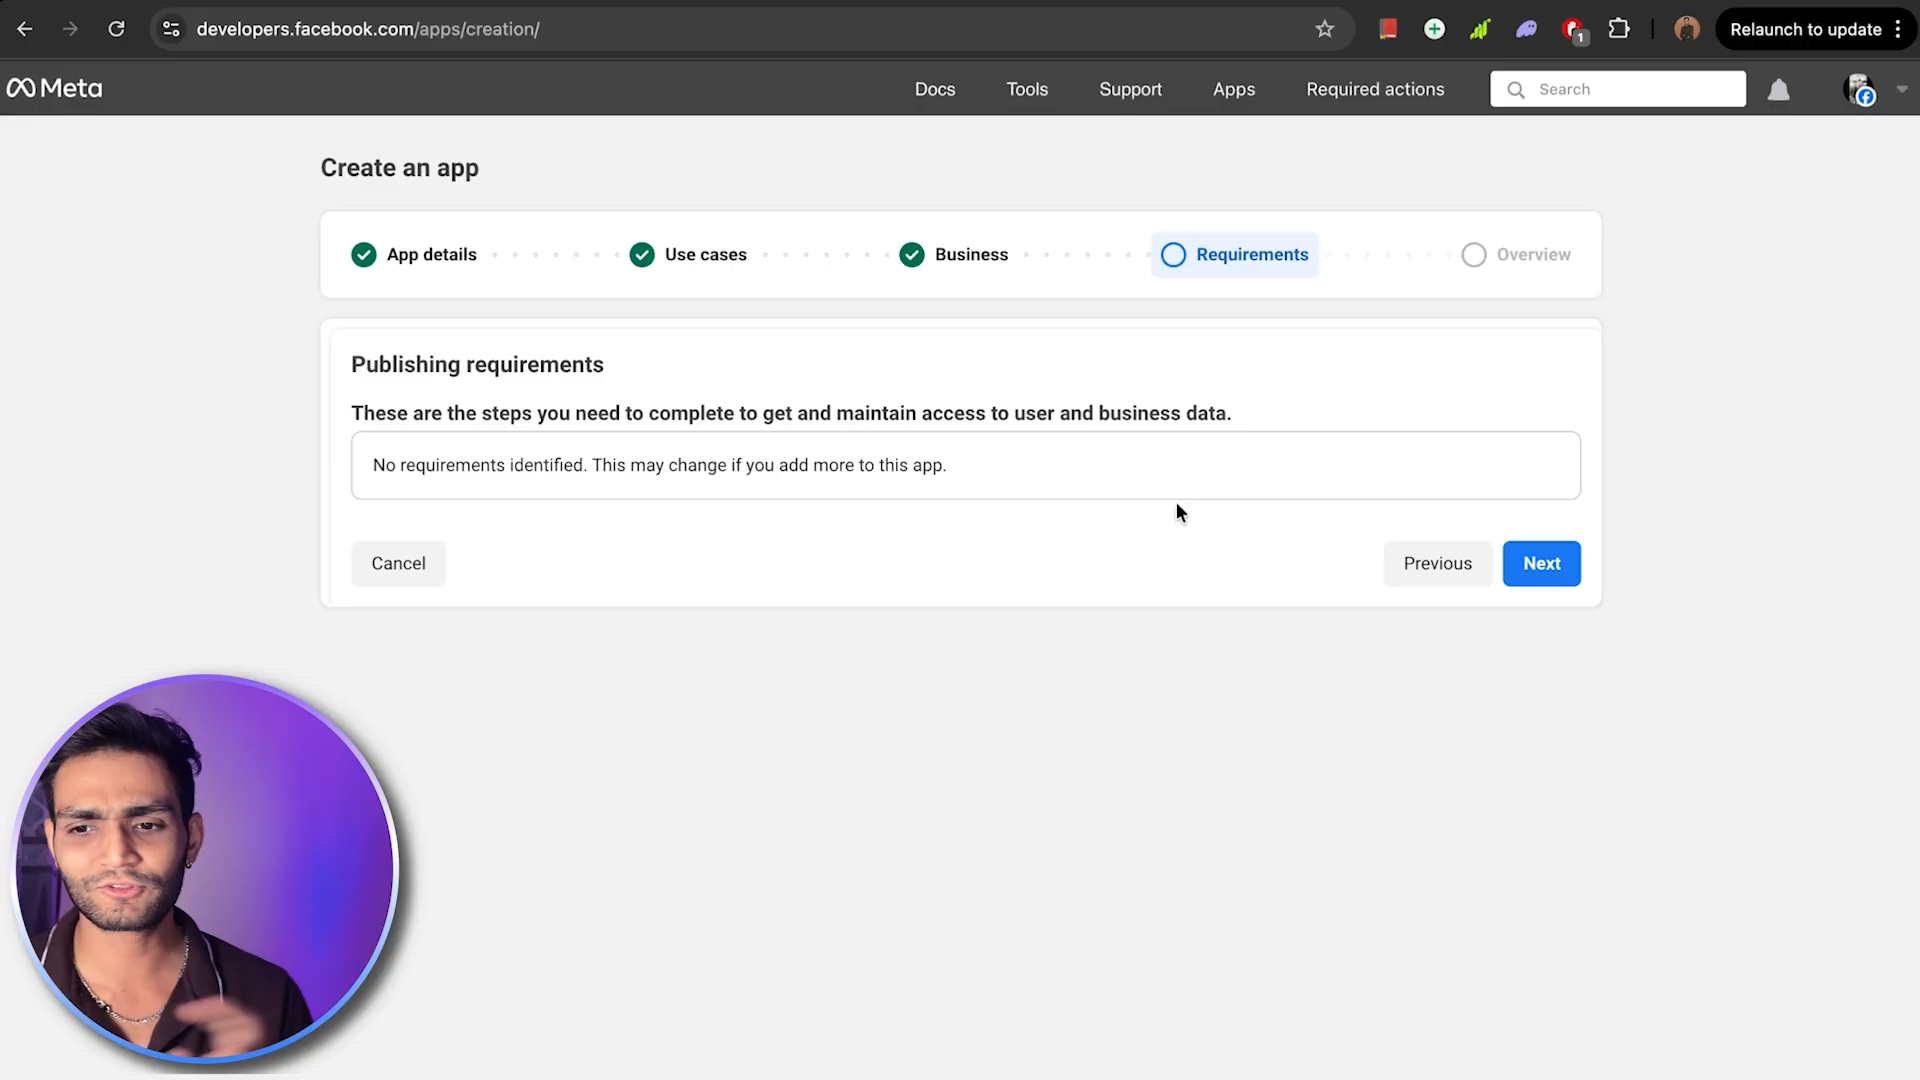 developers.facebook.com/apps/creation/
1
Relaunch to update
Meta
Docs
Tools
Support
Apps
Required actions
Search
Create an app
App details
Use cases
Business
Requirements
Overview
Publishing requirements
These are the steps you need to complete to get and maintain access to user and business data.
No requirements identified. This may change if you add more to this app.
Cancel
Previous
Next